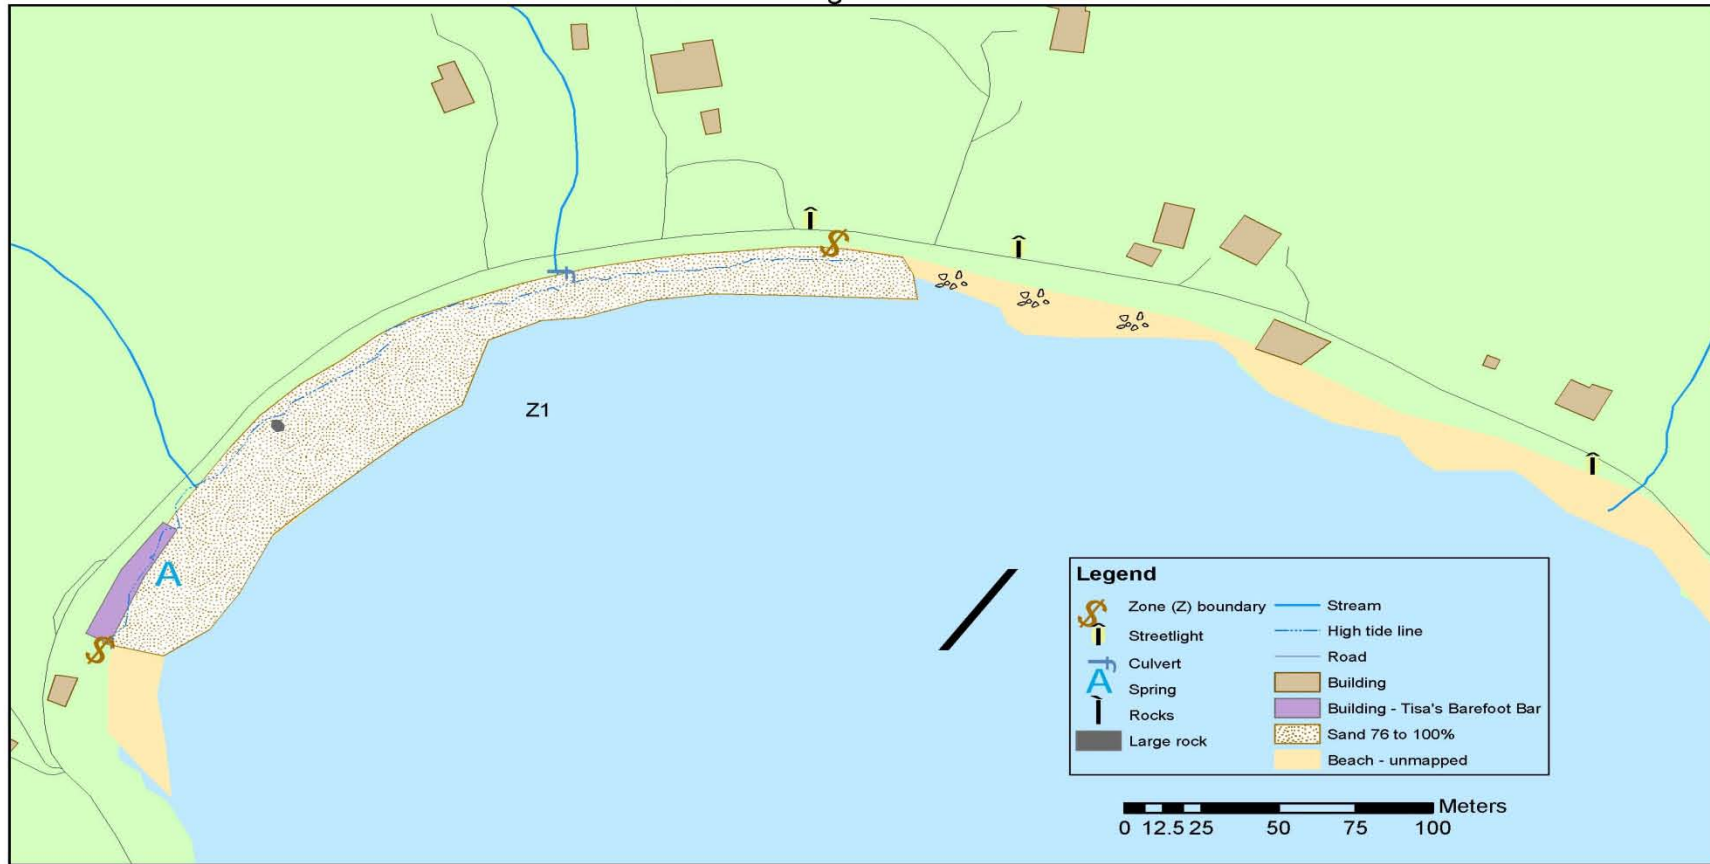 Z1
Legend
Zone (Z) boundary
Streetlight
Culvert
A Spring
Rocks
Large rock
Stream
High tide line
Road
Building
Building - Tisa's Barefoot Bar
Sand 76 to 100%
Beach - unmapped
A
Meters
0 12.5 25 50 75 100